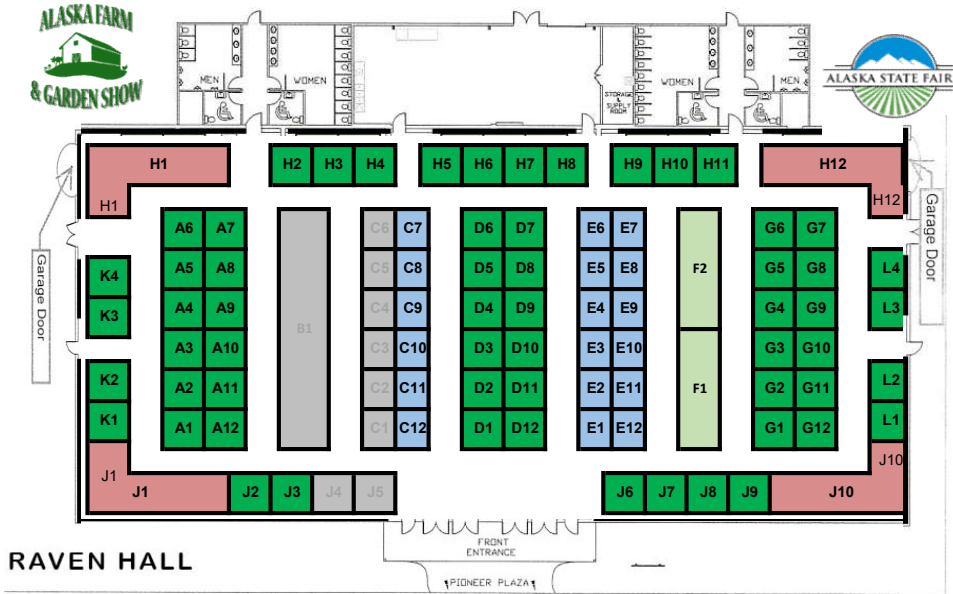 ALASKA FARM
& GARDEN SHOW
MEN
WOMEN
STORAGE
&
SUPPLY
ROOM
WOMEN
MEN
ALASKA STATE FAIR
H1
H2 H3 H4 H5 H6 H7 H8 H9 H10 H11 H12
H1
H12
Garage Door
Garage Door
A6 A7 C6 C7 D6 D7 E6 E7 G6 G7
K4 A5 A8 C5 C8 D5 D8 E5 E8 F2 G5 G8 L4
K3 A4 A9 B1 C4 C9 D4 D9 E4 E9 G4 G9 L3
A3 A10 C3 C10 D3 D10 E3 E10 G3 G10
K2 A2 A11 C2 C11 D2 D11 E2 E11 F1 G2 G11 L2
K1 A1 A12 C1 C12 D1 D12 E1 E12 G1 G12 L1
J1
J10
J1 J2 J3 J4 J5 J6 J7 J8 J9 J10
FRONT
ENTRANCE
RAVEN HALL
PIONEER PLAZA